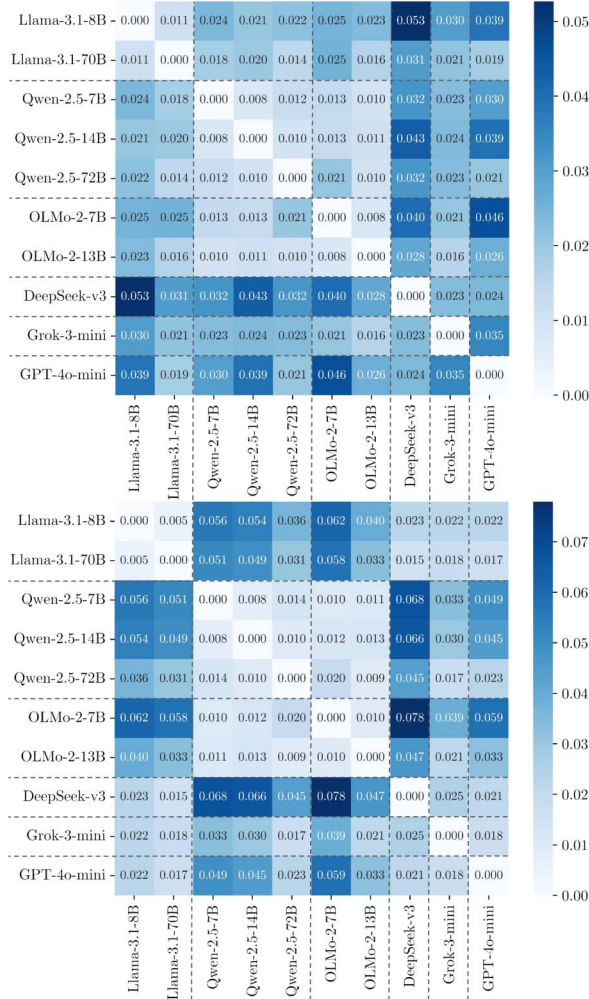 Llama-3.1-8B 0.000 0.011 0.024 0.021 0.022 0.025 0.023 0.053 0.030 0.039
Llama-3.1-70B 0.011 0.000 0.018 0.020 0.014 0.025 0.016 0.031 0.021 0.019
Qwen-2.5-7B 0.024 0.018 0.000 0.008 0.012 0.013 0.010 0.032 0.023 0.030
Qwen-2.5-14B 0.021 0.020 0.008 0.000 0.010 0.013 0.011 0.043 0.024 0.039
Qwen-2.5-72B 0.022 0.014 0.012 0.010 0.000 0.021 0.010 0.032 0.023 0.021
OLMo-2-7B 0.025 0.025 0.013 0.013 0.021 0.000 0.008 0.040 0.021 0.046
OLMo-2-13B 0.023 0.016 0.010 0.011 0.010 0.008 0.000 0.028 0.016 0.026
DeepSeek-v3 0.053 0.031 0.032 0.043 0.032 0.040 0.028 0.000 0.023 0.024
Grok-3-mini 0.030 0.021 0.023 0.024 0.023 0.021 0.016 0.023 0.000 0.035
GPT-4o-mini 0.039 0.019 0.030 0.039 0.021 0.046 0.026 0.024 0.035 0.000
Llama-3.1-8B
Llama-3.1-70B
Qwen-2.5-7B
Qwen-2.5-14B
Qwen-2.5-72B
OLMo-2-7B
OLMo-2-13B
DeepSeek-v3
Grok-3-mini
GPT-4o-mini
0.05
0.04
0.03
0.02
0.01
0.00
Llama-3.1-8B 0.000 0.005 0.056 0.054 0.036 0.062 0.040 0.023 0.022 0.022
Llama-3.1-70B 0.005 0.000 0.051 0.049 0.031 0.058 0.033 0.015 0.018 0.017
Qwen-2.5-7B 0.056 0.051 0.000 0.008 0.014 0.010 0.011 0.068 0.033 0.049
Qwen-2.5-14B 0.054 0.049 0.008 0.000 0.010 0.012 0.013 0.066 0.030 0.045
Qwen-2.5-72B 0.036 0.031 0.014 0.010 0.000 0.020 0.009 0.045 0.017 0.023
OLMo-2-7B 0.062 0.058 0.010 0.012 0.020 0.000 0.010 0.078 0.039 0.059
OLMo-2-13B 0.040 0.033 0.011 0.013 0.009 0.010 0.000 0.047 0.021 0.033
DeepSeek-v3 0.023 0.015 0.068 0.066 0.045 0.078 0.047 0.000 0.025 0.021
Grok-3-mini 0.022 0.018 0.033 0.030 0.017 0.039 0.021 0.025 0.000 0.018
GPT-4o-mini 0.022 0.017 0.049 0.045 0.023 0.059 0.033 0.021 0.018 0.000
Llama-3.1-8B
Llama-3.1-70B
Qwen-2.5-7B
Qwen-2.5-14B
Qwen-2.5-72B
OLMo-2-7B
OLMo-2-13B
DeepSeek-v3
Grok-3-mini
GPT-4o-mini
0.07
0.06
0.05
0.04
0.03
0.02
0.01
0.00